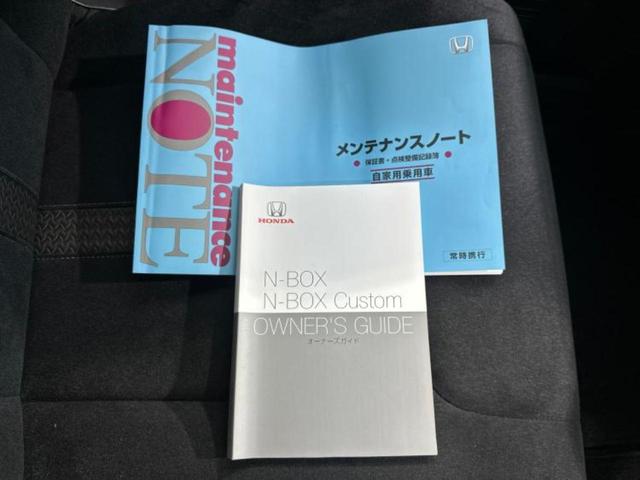 maintenance
NOTE
メンテナンスノート
保証書・点検整備記録簿
自家用乗用車
常時携行
HONDA
N-BOX
N-BOX Custom
OWNER'S GUIDE
オーナーズガイド